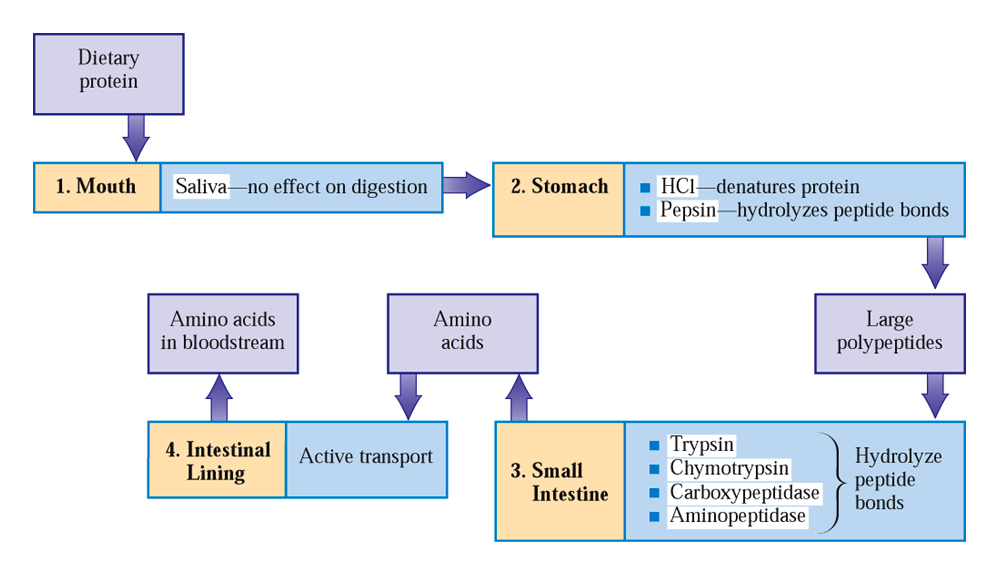 Dietary
protein
1. Mouth
Saliva—no effect on digestion
2. Stomach
HCl—denatures protein
Pepsin—hydrolyzes peptide bonds
Large
polypeptides
3. Small
Intestine
Trypsin
Chymotrypsin
Carboxypeptidase
Aminopeptidase
Hydrolyze
peptide
bonds
Amino
acids
4. Intestinal
Lining
Active transport
Amino acids
in bloodstream